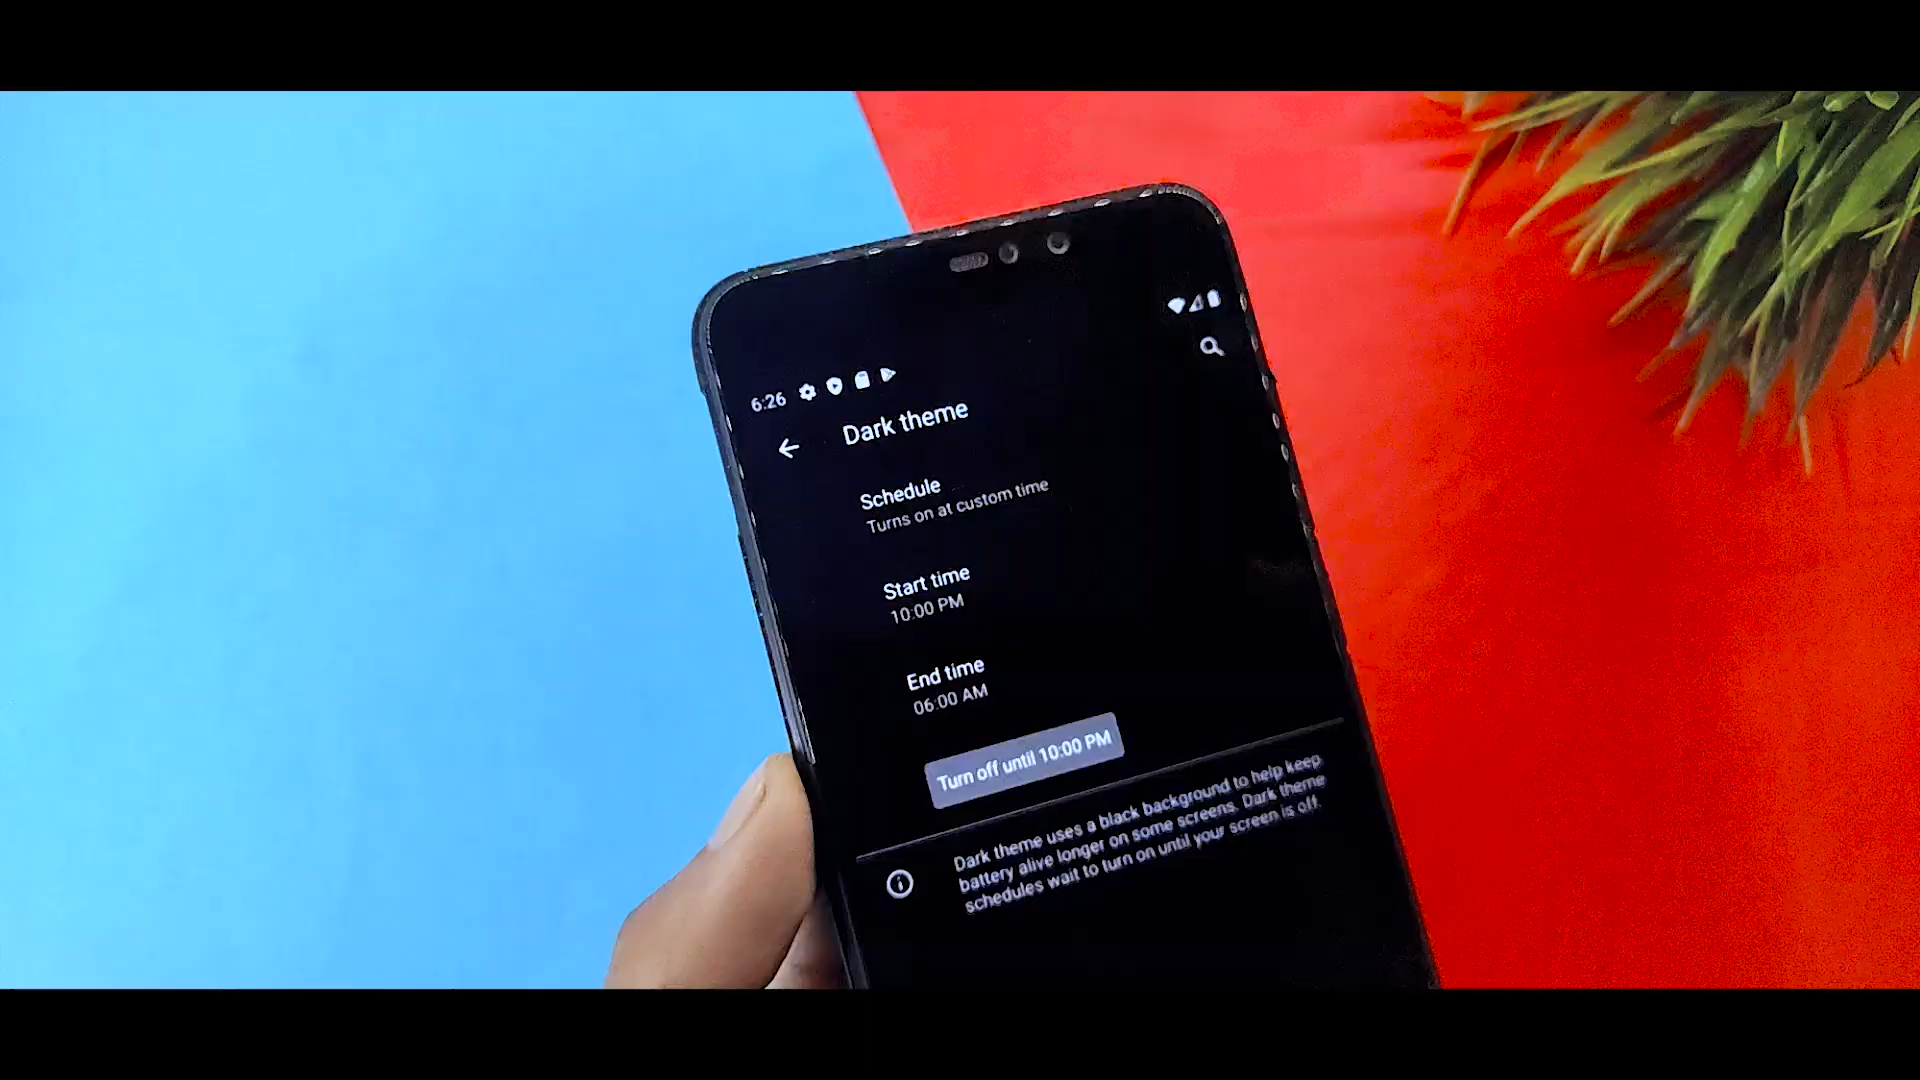 6:26
Dark theme
Schedule
Turns on at custom time
Start time
10:00 PM
End time
06:00 AM
Turn off until 10:00 PM
Dark theme uses a black background to help keep
battery alive longer on some screens. Dark theme
schedules wait to turn on until your screen is off.